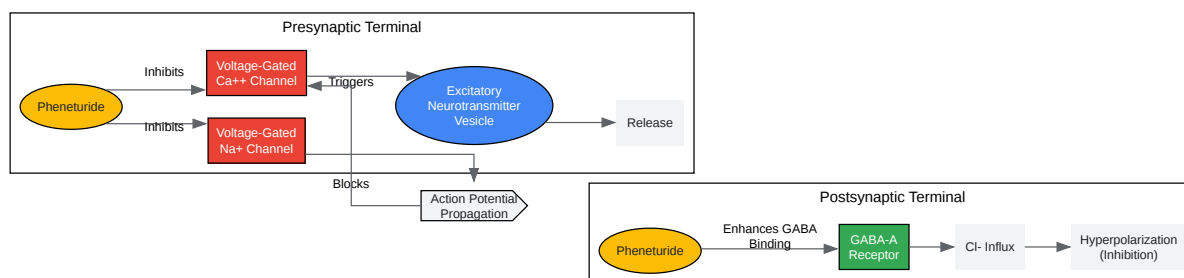 Presynaptic Terminal
Inhibits
Voltage-Gated
Ca++ Channel
Triggers
Pheneturide
Excitatory
Neurotransmitter
Vesicle
Inhibits
Voltage-Gated
Na+ Channel
Release
Blocks
Action Potential
Propagation
Postsynaptic Terminal
Pheneturide
Enhances GABA
Binding
GABA-A
Receptor
Cl- Influx
Hyperpolarization
(Inhibition)